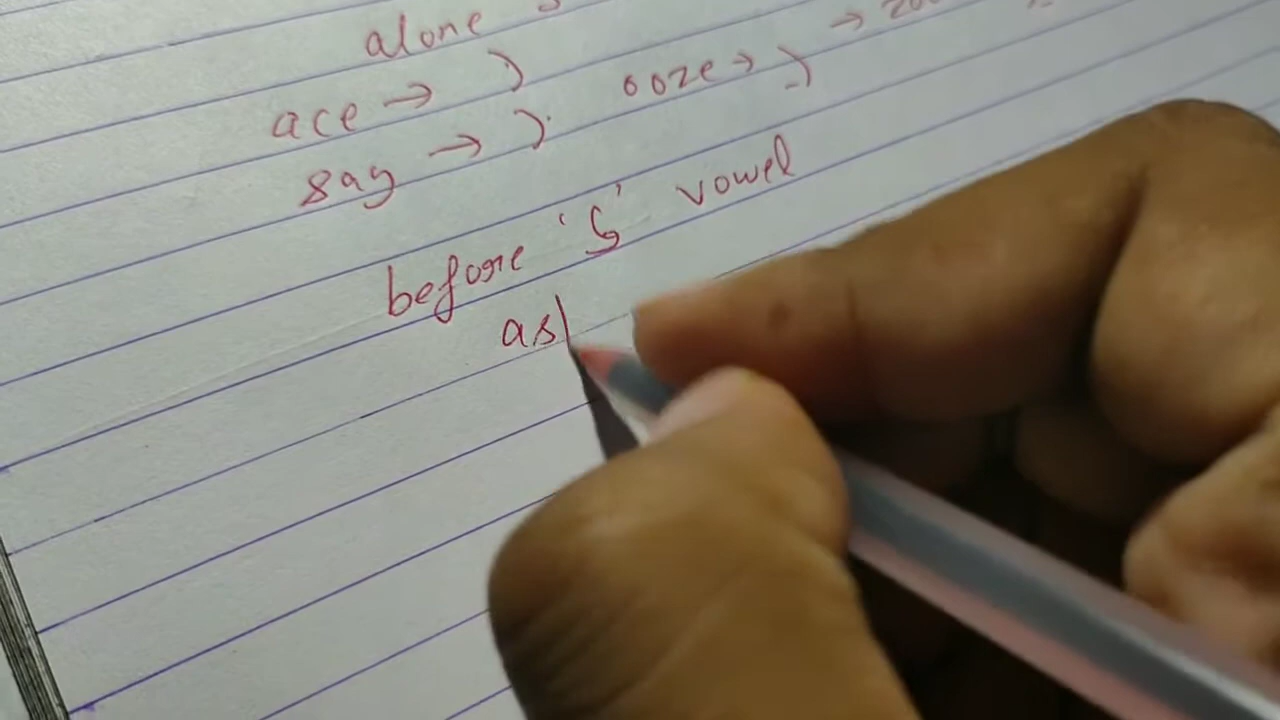 alone
ace →
ooze →
say →
before ' ' vowel
as